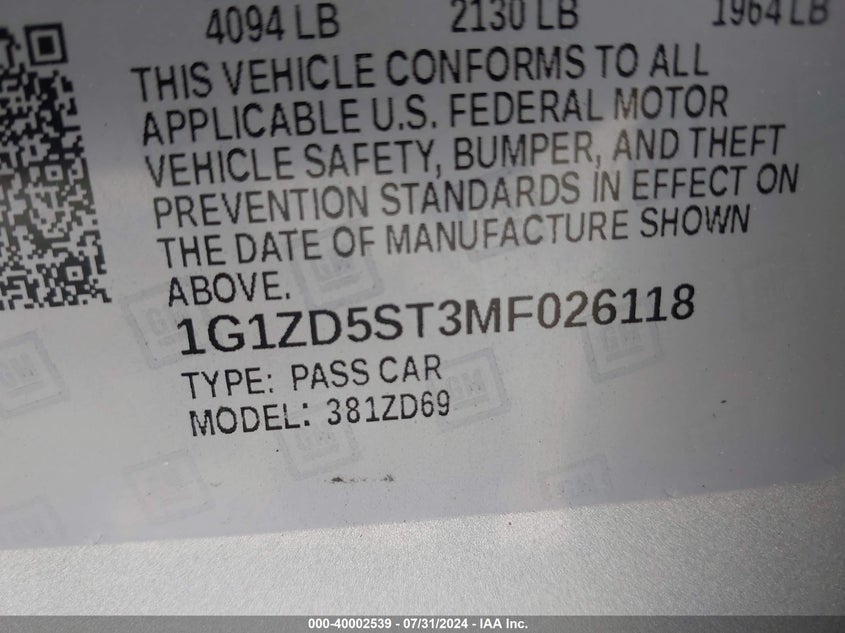 4094 LB 2130 LB 1964 LB
THIS VEHICLE CONFORMS TO ALL
APPLICABLE U.S. FEDERAL MOTOR
VEHICLE SAFETY, BUMPER, AND THEFT
PREVENTION STANDARDS IN EFFECT ON
THE DATE OF MANUFACTURE SHOWN
ABOVE.
1G1ZD5ST3MF026118
TYPE: PASS CAR
MODEL: 381ZD69
GM
000-40002539 - 07/31/2024 - IAA Inc.